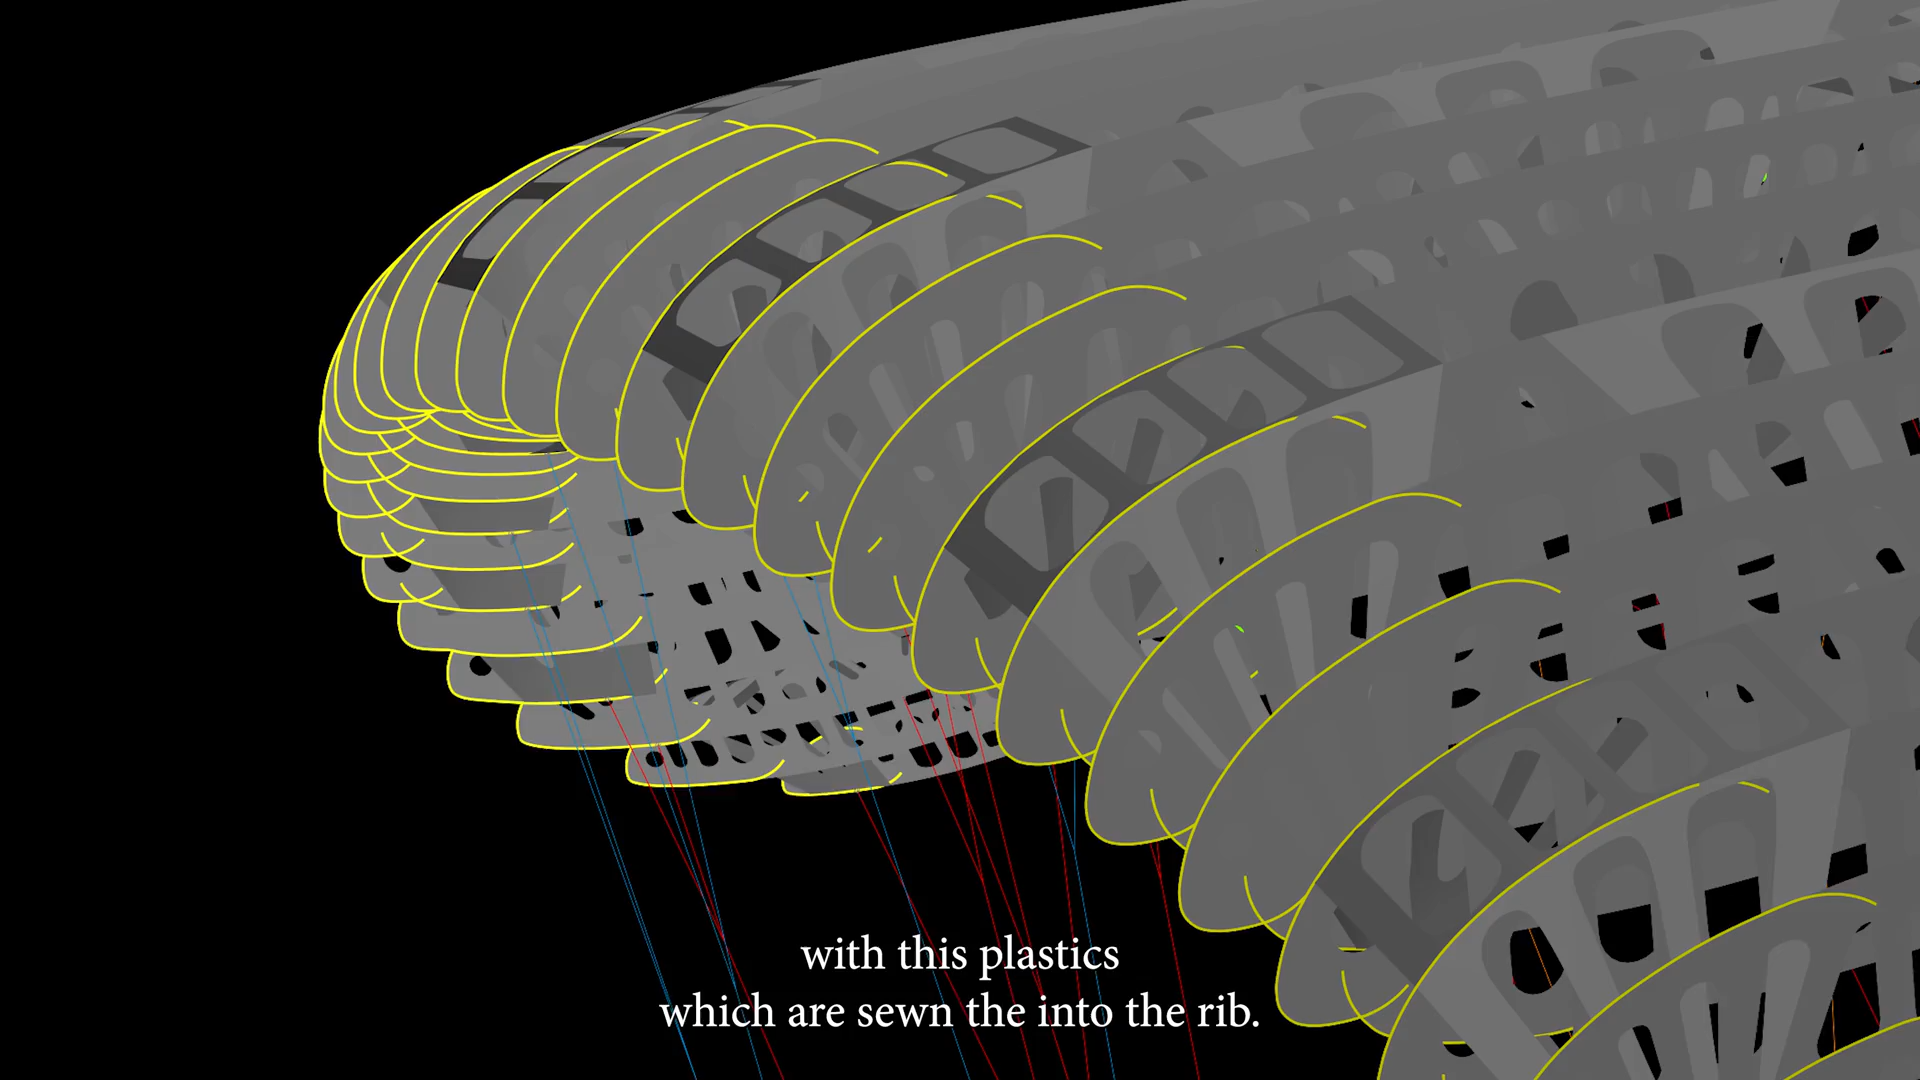 with this plastics
which are sewn the into the rib.